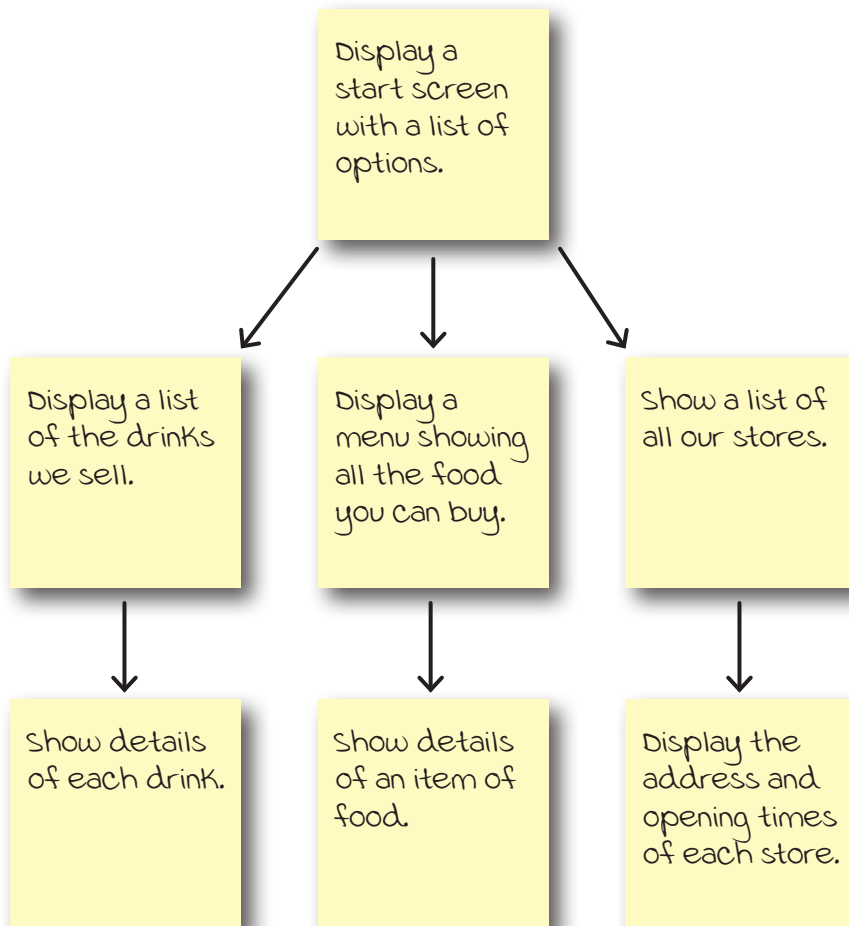 Display a
start screen
with a list of
options.
Display a list
of the drinks
we sell.
Display a
menu showing
all the food
you can buy.
Show a list of
all our stores.
Show details
of each drink.
Show details
of an item of
food.
Display the
address and
opening times
of each store.